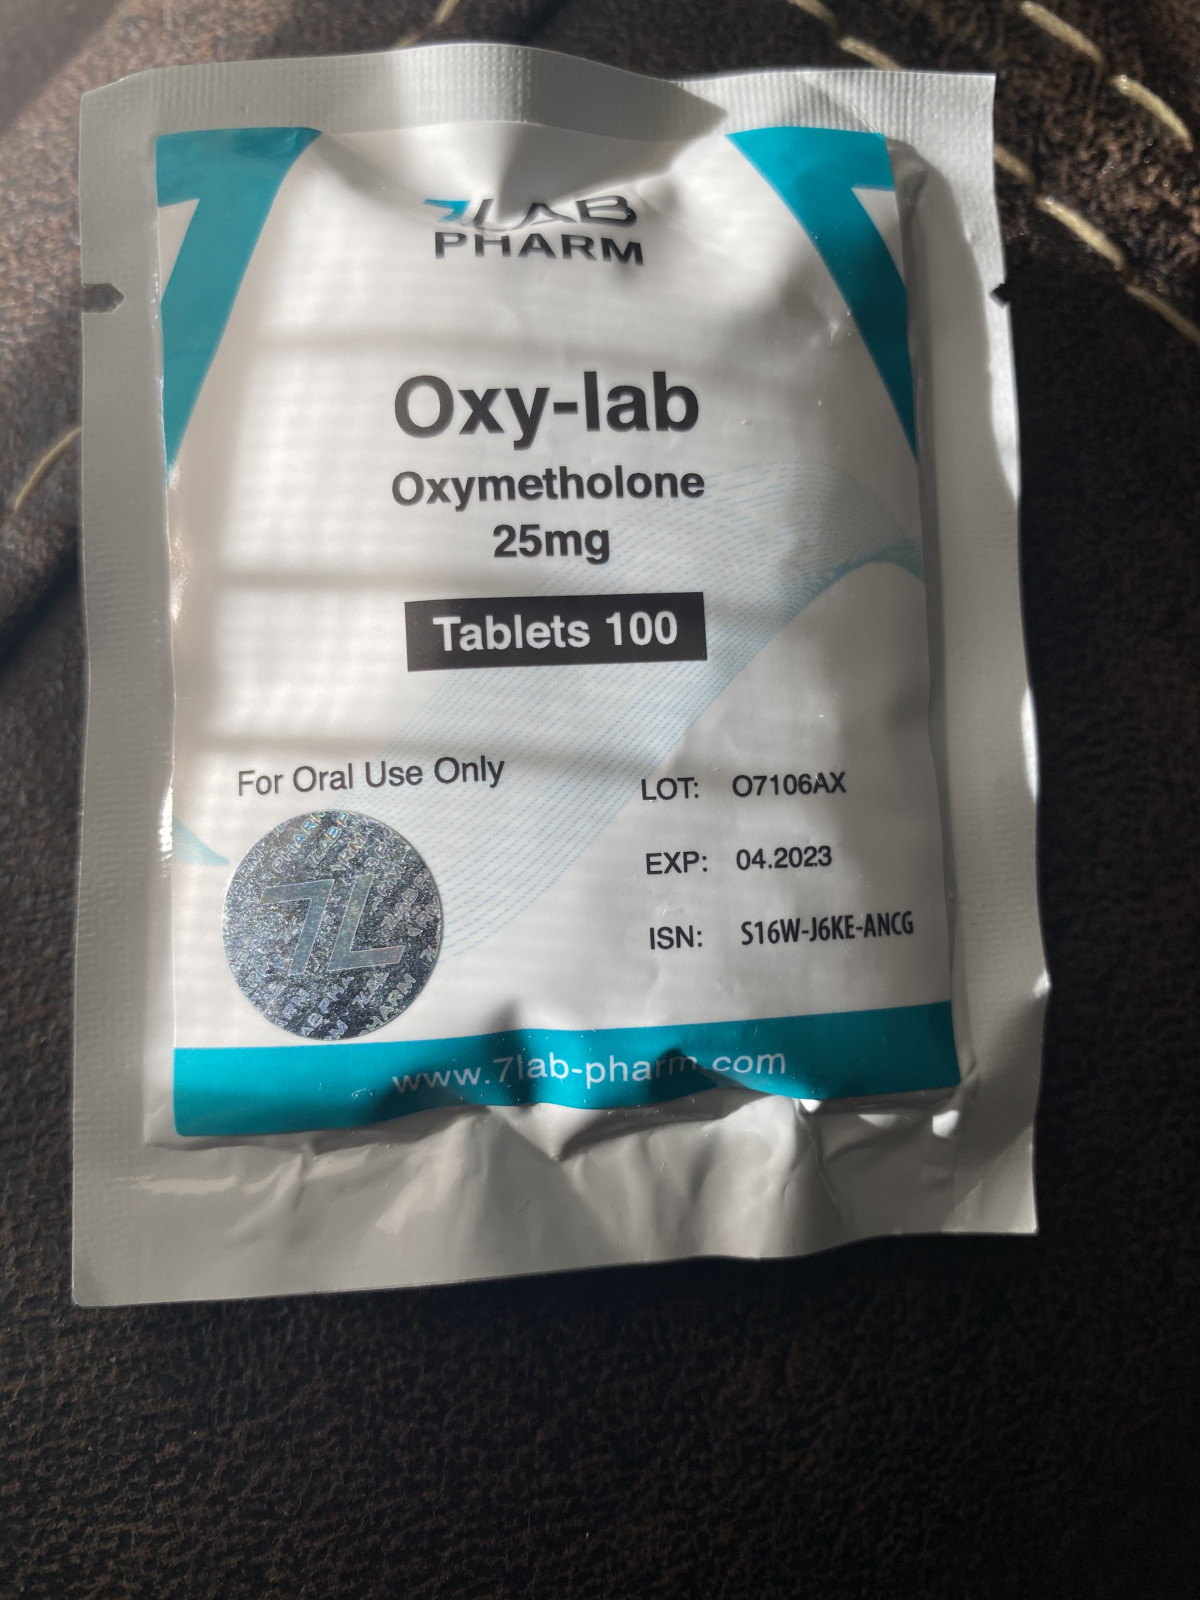 7LAB
PHARM
Oxy-lab
Oxymetholone
25mg
Tablets 100
For Oral Use Only
LOT: O7106AX
EXP: 04.2023
ISN: S16W-J6KE-ANCG
7L
www.7lab-pharm.com